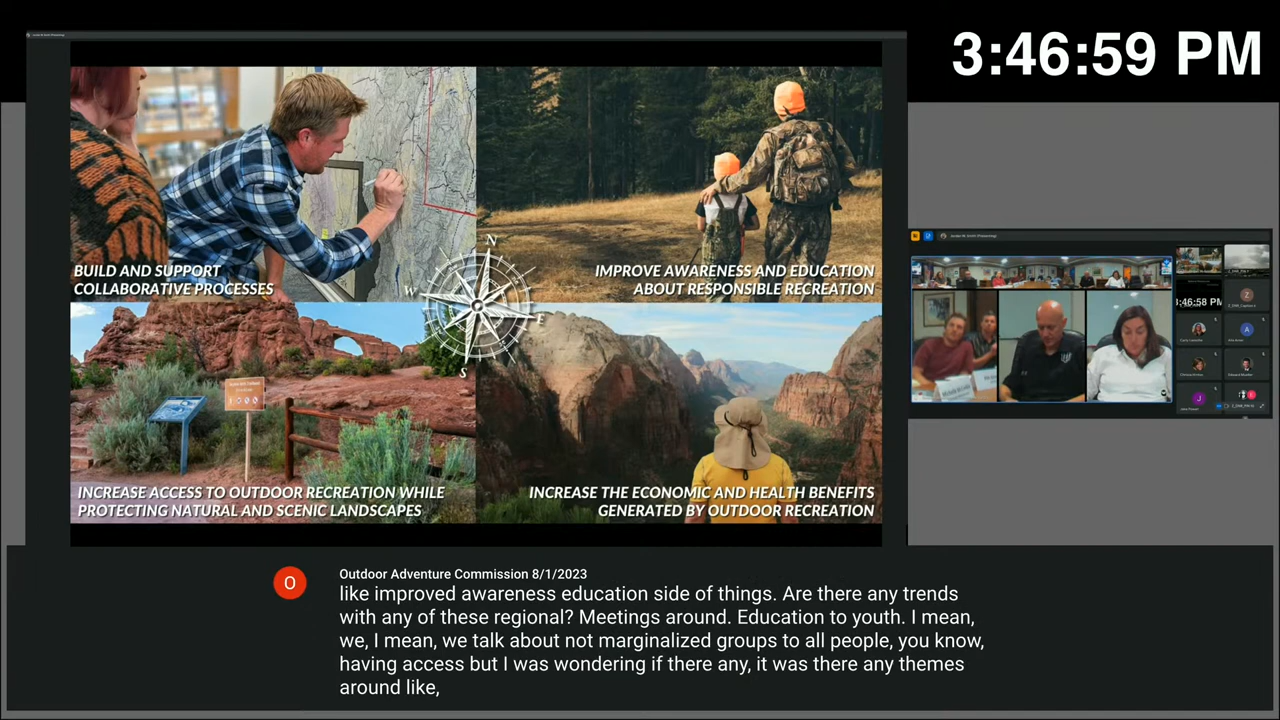 3:46:59 PM
BUILD AND SUPPORT
COLLABORATIVE PROCESSES
IMPROVE AWARENESS AND EDUCATION
ABOUT RESPONSIBLE RECREATION
N
W
E
S
INCREASE ACCESS TO OUTDOOR RECREATION WHILE
PROTECTING NATURAL AND SCENIC LANDSCAPES
INCREASE THE ECONOMIC AND HEALTH BENEFITS
GENERATED BY OUTDOOR RECREATION
:46:58 PM
Z
A
J
O
Outdoor Adventure Commission 8/1/2023
like improved awareness education side of things. Are there any trends
with any of these regional? Meetings around. Education to youth. I mean,
we, I mean, we talk about not marginalized groups to all people, you know,
having access but I was wondering if there any, it was there any themes
around like,